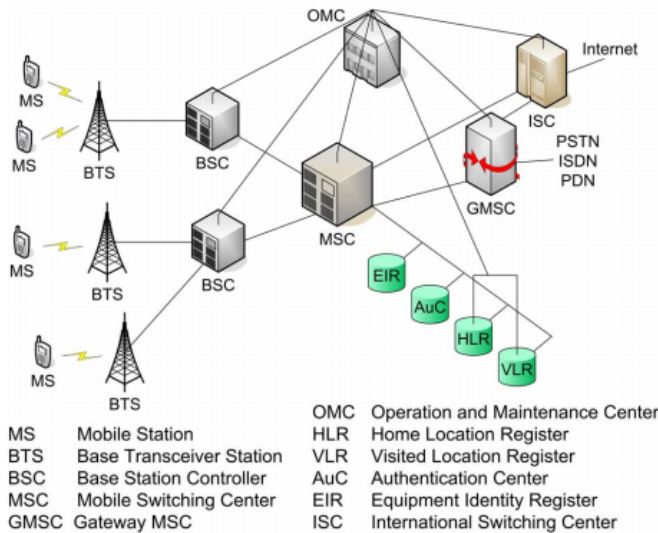 OMC
Internet
MS
ISC
BSC
PSTN
ISDN
PDN
MS
BTS
GMSC
MSC
MS
BSC
EIR
BTS
AuC
HLR
VLR
MS
BTS
OMC Operation and Maintenance Center
MS Mobile Station
HLR Home Location Register
BTS Base Transceiver Station
VLR Visited Location Register
BSC Base Station Controller
AuC Authentication Center
MSC Mobile Switching Center
EIR Equipment Identity Register
GMSC Gateway MSC
ISC International Switching Center